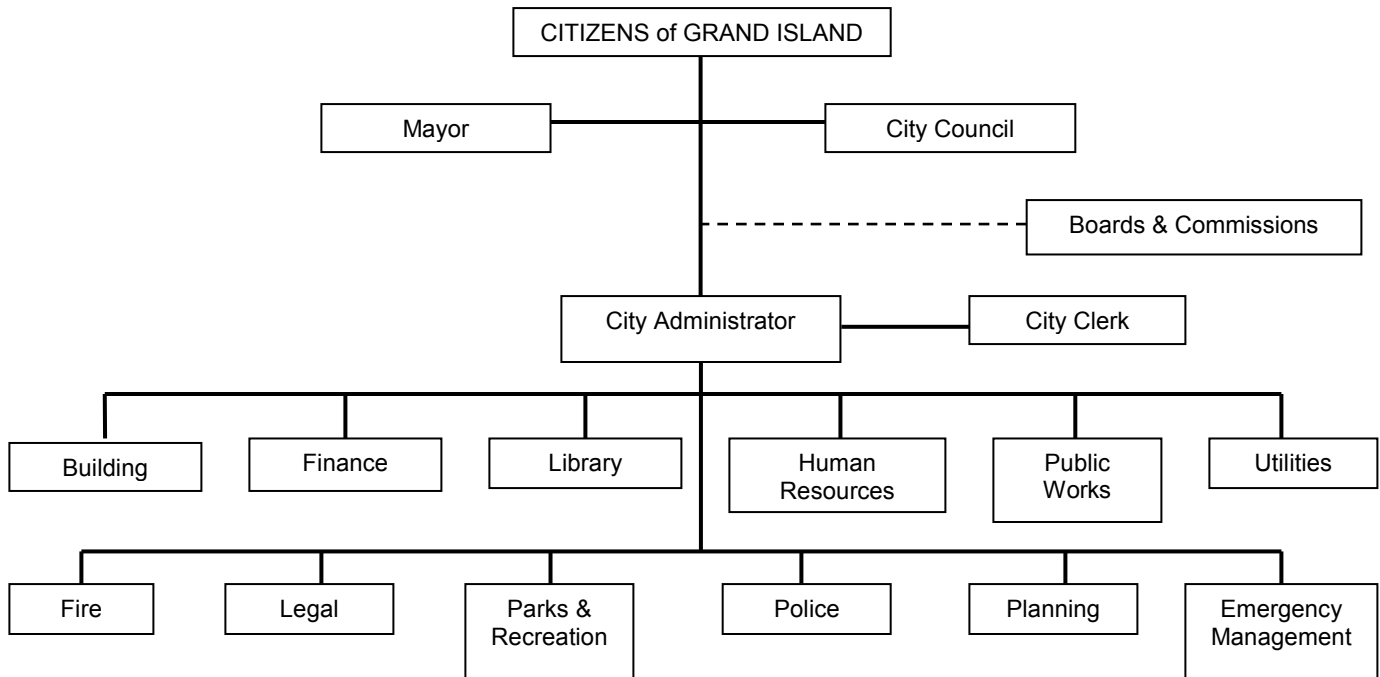 CITIZENS of GRAND ISLAND
Mayor
City Council
Boards & Commissions
City Administrator
City Clerk
Building
Finance
Library
Human
Resources
Public
Works
Utilities
Fire
Legal
Parks &
Recreation
Police
Planning
Emergency
Management